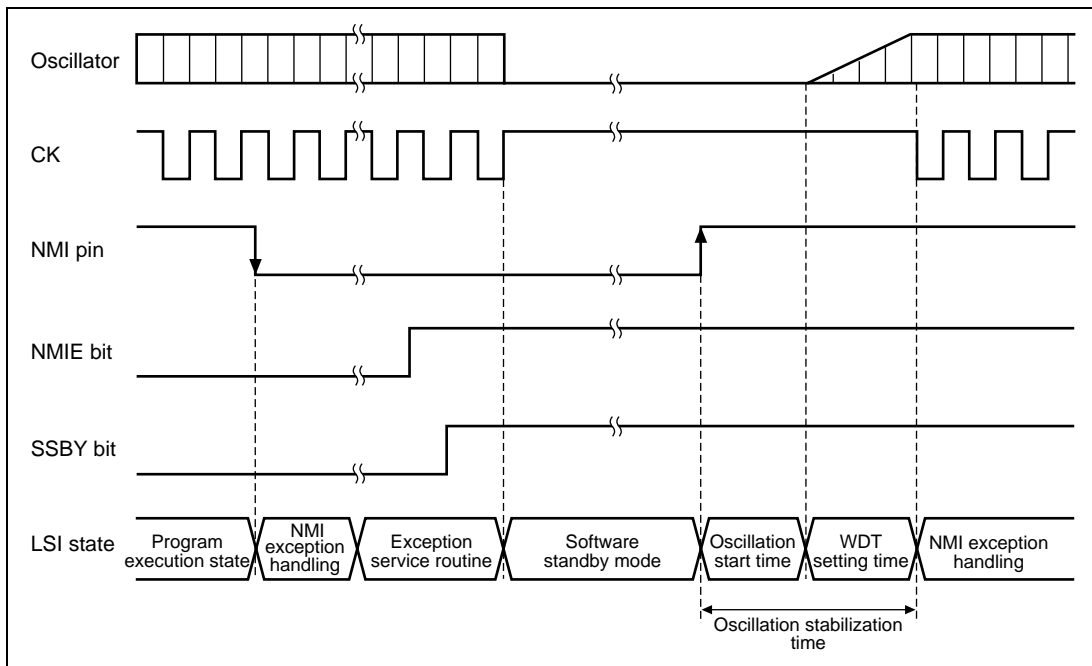 Oscillator
CK
NMI pin
NMIE bit
SSBY bit
LSI state
Program
execution state
NMI
exception
handling
Exception
service routine
Software
standby mode
Oscillation
start time
WDT
setting time
NMI exception
handling
Oscillation stabilization
time